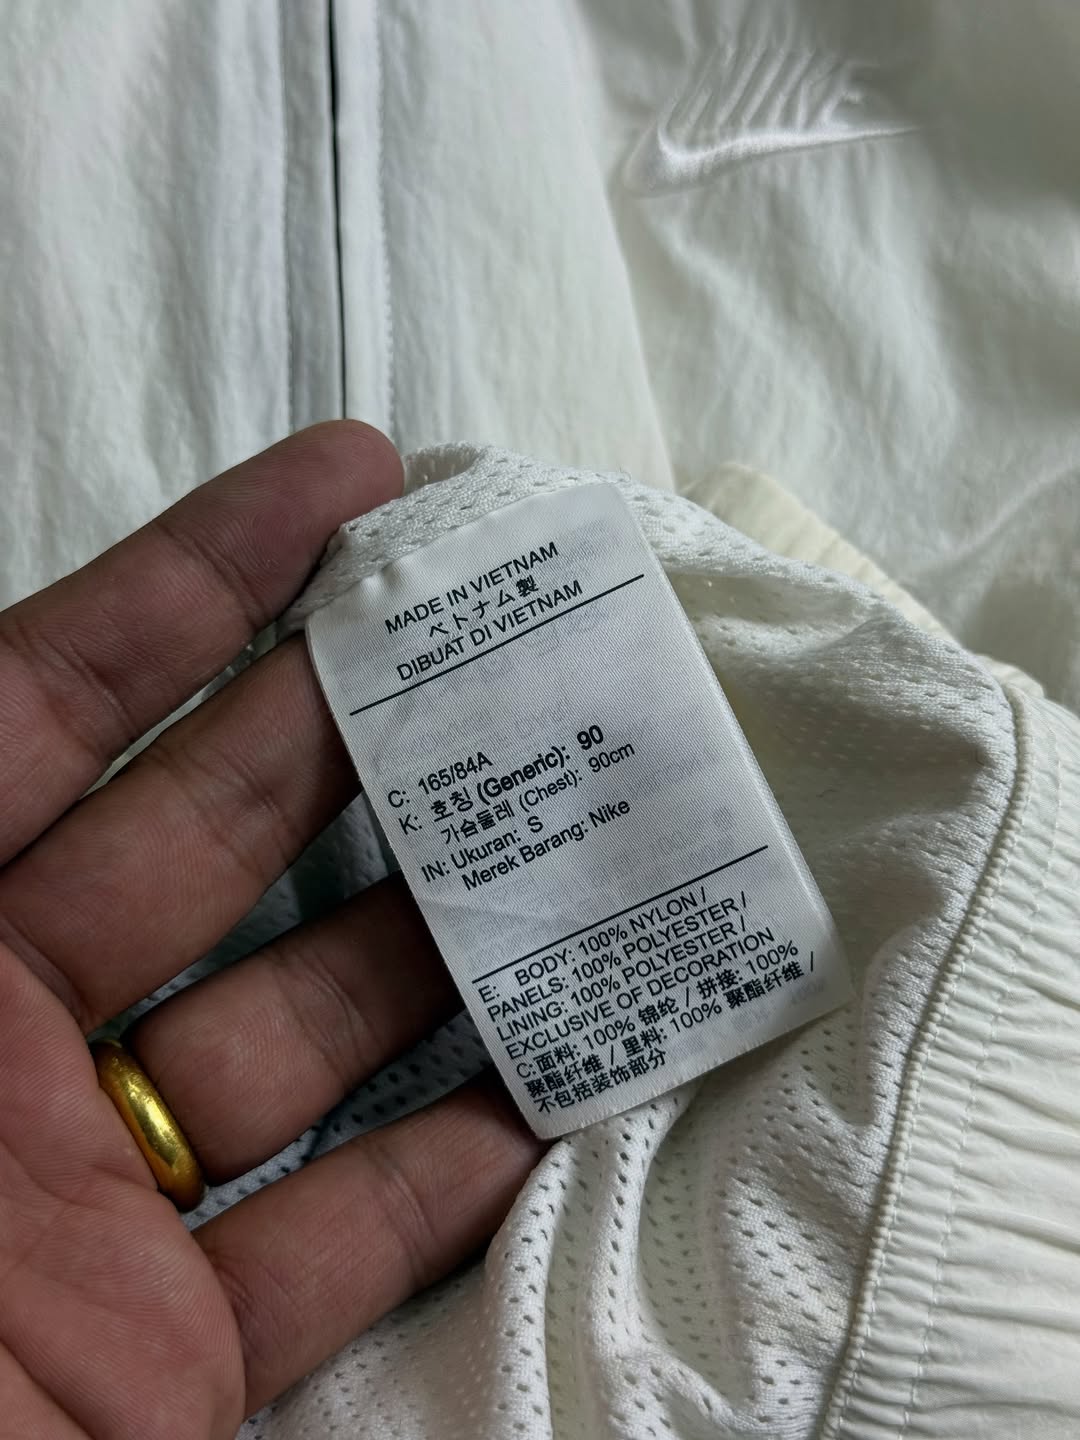 NIKE
MADE IN VIETNAM
ベトナム製
DIBUAT DI VIETNAM
C: 165/84A
K: 호칭 (Generic): 90
가슴둘레 (Chest): 90cm
IN: Ukuran: S
Merek Barang: Nike
E: BODY: 100% NYLON /
PANELS: 100% POLYESTER /
LINING: 100% POLYESTER /
EXCLUSIVE OF DECORATION
C: 面料: 100% 锦纶 / 拼接: 100%
聚酯纤维 / 里料: 100% 聚酯纤维 /
不包括装饰部分